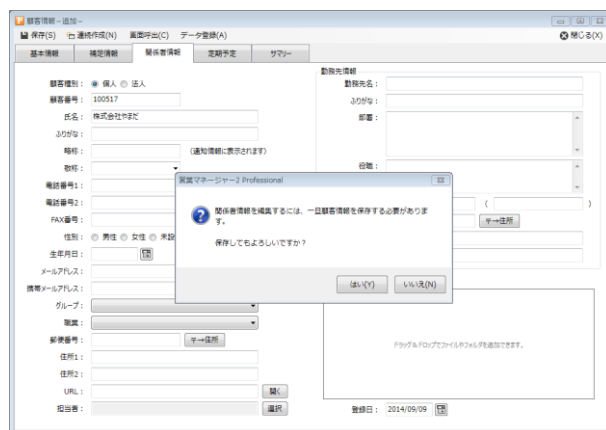 顧客情報－追加－
保存(S) 連続作成(N) 画面呼出(C) データ登録(A) 閉じる(X)
基本情報 補足情報 関係者情報 定期予定 サマリー
顧客種別： 個人 法人
顧客番号： 100517
氏名： 株式会社やまだ
ふりがな：
略称： (通知情報に表示されます)
敬称：
電話番号1：
電話番号2：
FAX番号：
性別： 男性 女性 未設
生年月日：
メールアドレス：
携帯メールアドレス：
グループ：
職業：
郵便番号： 〒→住所
住所1：
住所2：
URL： 開く
担当者： 選択
勤務先情報
勤務先名：
ふりがな：
部署：
役職：
( )
〒→住所
ドラッグ＆ドロップでファイルやフォルダを追加できます。
登録日： 2014/09/09
営業マネージャー2 Professional
関係者情報を編集するには、一旦顧客情報を保存する必要がありま
す。
保存してもよろしいですか？
はい(Y) いいえ(N)